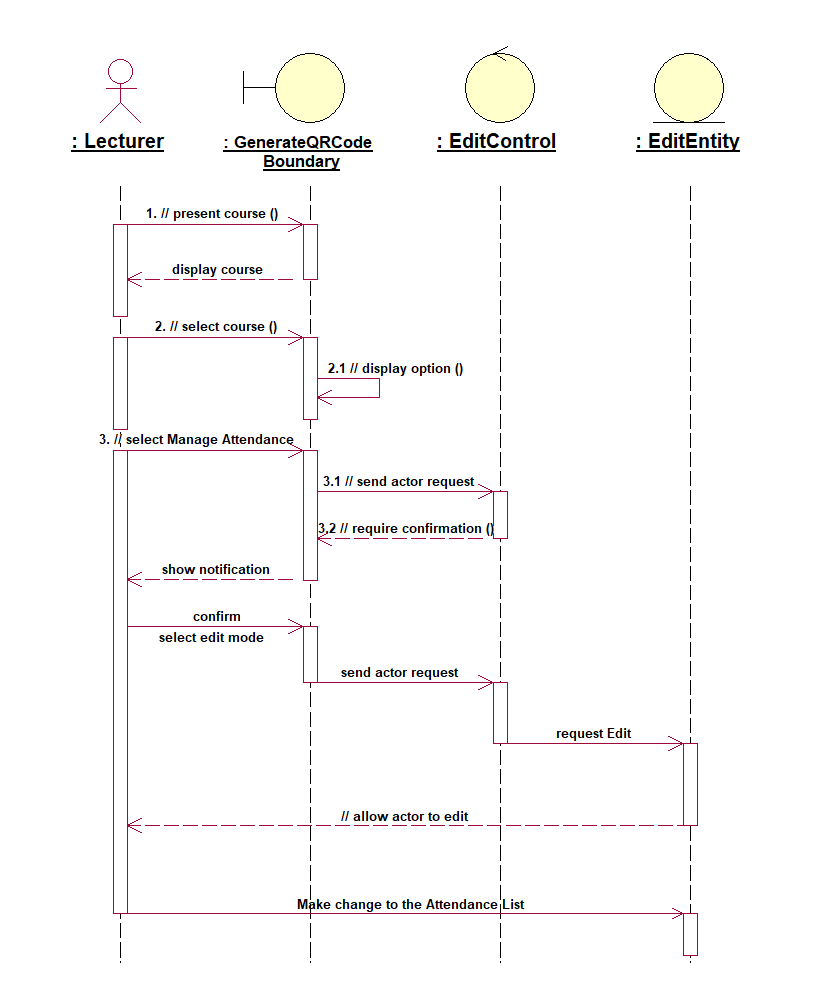 : Lecturer
: GenerateQRCode
Boundary
: EditControl
: EditEntity
1. // present course ()
display course
2. // select course ()
2.1 // display option ()
3. // select Manage Attendance
3.1 // send actor request
3.2 // require confirmation ()
show notification
confirm
select edit mode
send actor request
request Edit
// allow actor to edit
Make change to the Attendance List